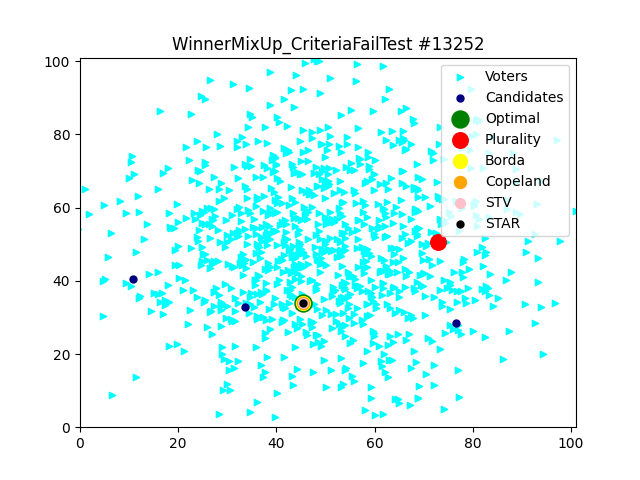 WinnerMixUp_CriteriaFailTest #13252
Voters
Candidates
Optimal
Plurality
Borda
Copeland
STV
STAR
100
80
60
40
20
0
0 20 40 60 80 100